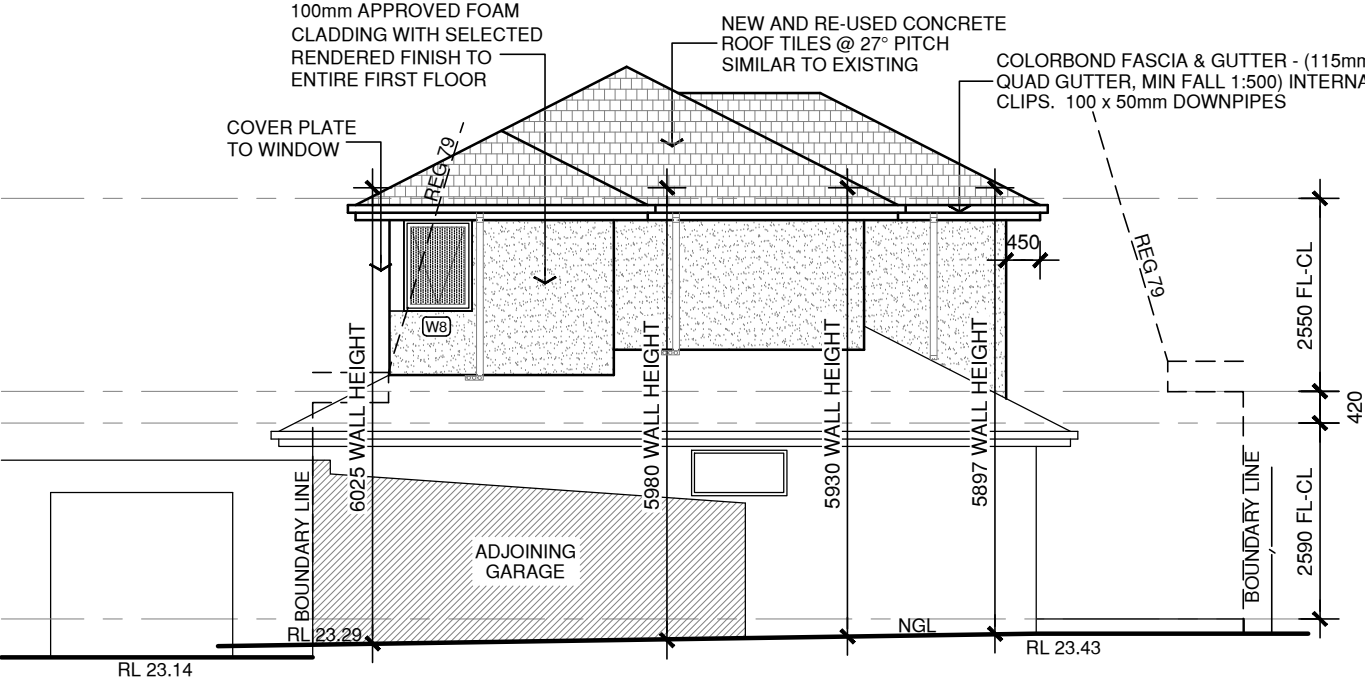 100mm APPROVED FOAM
CLADDING WITH SELECTED
RENDERED FINISH TO
ENTIRE FIRST FLOOR
NEW AND RE-USED CONCRETE
ROOF TILES @ 27° PITCH
SIMILAR TO EXISTING
COLORBOND FASCIA & GUTTER - (115mm
QUAD GUTTER, MIN FALL 1:500) INTERNA
CLIPS. 100 x 50mm DOWNPIPES
COVER PLATE
TO WINDOW
REG 79
REG 79
450
W8
2550 FL-CL
420
2590 FL-CL
6025 WALL HEIGHT
5980 WALL HEIGHT
5930 WALL HEIGHT
5897 WALL HEIGHT
BOUNDARY LINE
BOUNDARY LINE
ADJOINING
GARAGE
RL 23.29
NGL
RL 23.43
RL 23.14